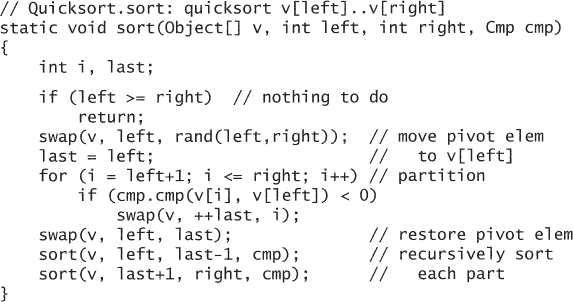 // Quicksort.sort: quicksort v[left]..v[right]
static void sort(Object[] v, int left, int right, Cmp cmp)
{
    int i, last;
    if (left >= right)  // nothing to do
        return;
    swap(v, left, rand(left,right));  // move pivot elem
    last = left;                      //   to v[left]
    for (i = left+1; i <= right; i++) // partition
        if (cmp.cmp(v[i], v[left]) < 0)
            swap(v, ++last, i);
    swap(v, left, last);              // restore pivot elem
    sort(v, left, last-1, cmp);       // recursively sort
    sort(v, last+1, right, cmp);      //   each part
}